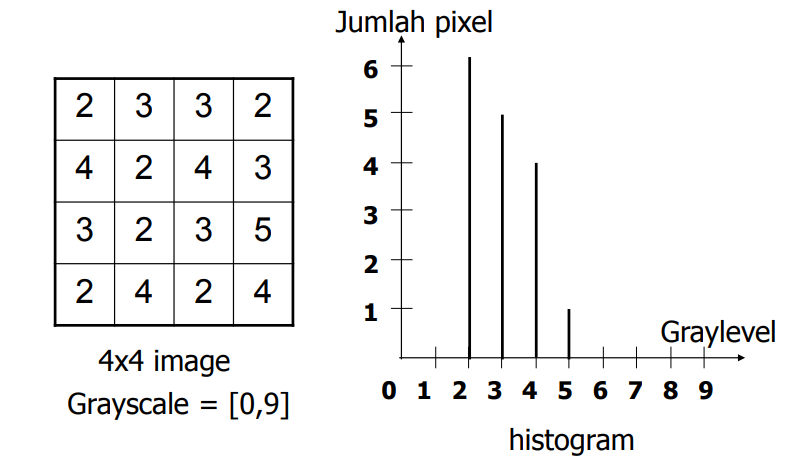 2 3 3 2
4 2 4 3
3 2 3 5
2 4 2 4
4x4 image
Grayscale = [0,9]
Jumlah pixel
6
5
4
3
2
1
Graylevel
0 1 2 3 4 5 6 7 8 9
histogram